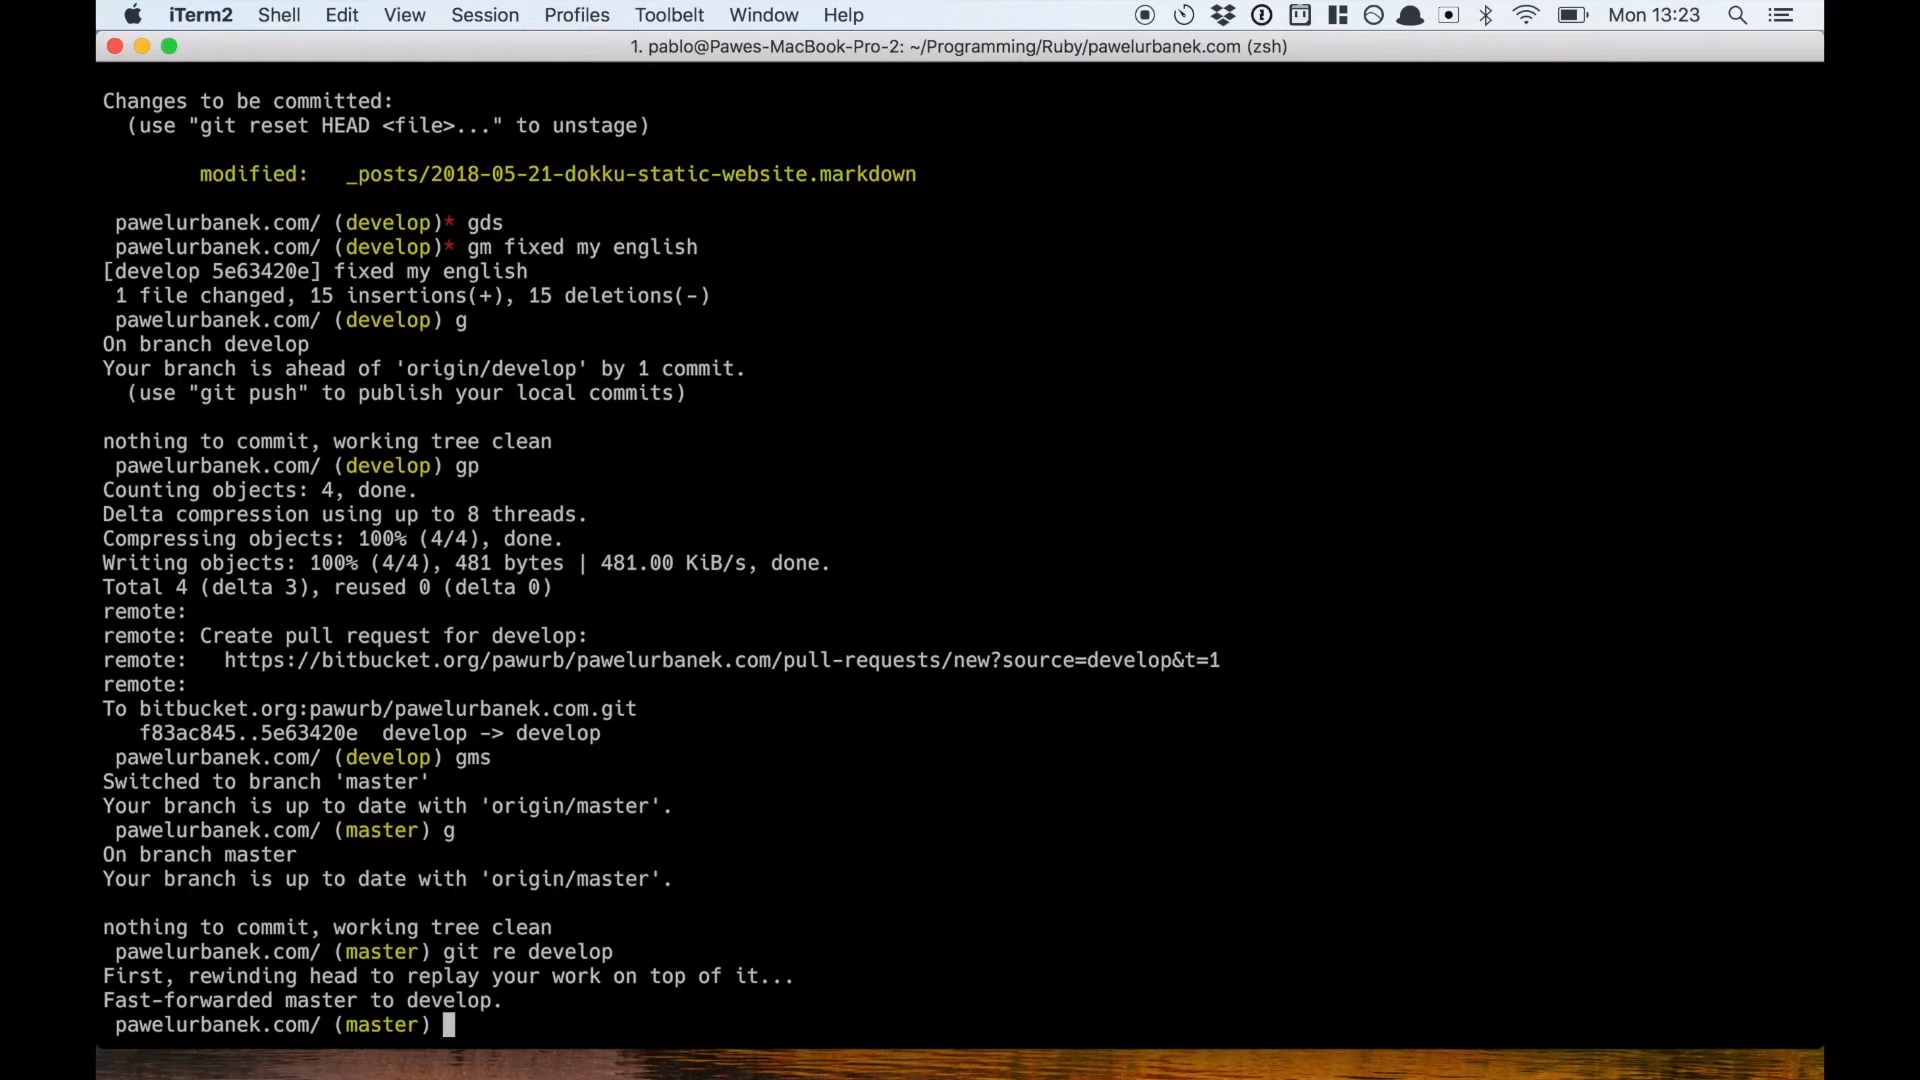 iTerm2 Shell Edit View Session Profiles Toolbelt Window Help Mon 13:23
1. pablo@Pawes-MacBook-Pro-2: ~/Programming/Ruby/pawelurbanek.com (zsh)
Changes to be committed:
(use "git reset HEAD <file>..." to unstage)
modified: _posts/2018-05-21-dokku-static-website.markdown
pawelurbanek.com/ (develop)* gds
pawelurbanek.com/ (develop)* gm fixed my english
[develop 5e63420e] fixed my english
1 file changed, 15 insertions(+), 15 deletions(-)
pawelurbanek.com/ (develop) g
On branch develop
Your branch is ahead of 'origin/develop' by 1 commit.
(use "git push" to publish your local commits)
nothing to commit, working tree clean
pawelurbanek.com/ (develop) gp
Counting objects: 4, done.
Delta compression using up to 8 threads.
Compressing objects: 100% (4/4), done.
Writing objects: 100% (4/4), 481 bytes | 481.00 KiB/s, done.
Total 4 (delta 3), reused 0 (delta 0)
remote:
remote: Create pull request for develop:
remote: https://bitbucket.org/pawurb/pawelurbanek.com/pull-requests/new?source=develop&t=1
remote:
To bitbucket.org:pawurb/pawelurbanek.com.git
f83ac845..5e63420e develop -> develop
pawelurbanek.com/ (develop) gms
Switched to branch 'master'
Your branch is up to date with 'origin/master'.
pawelurbanek.com/ (master) g
On branch master
Your branch is up to date with 'origin/master'.
nothing to commit, working tree clean
pawelurbanek.com/ (master) git re develop
First, rewinding head to replay your work on top of it...
Fast-forwarded master to develop.
pawelurbanek.com/ (master)